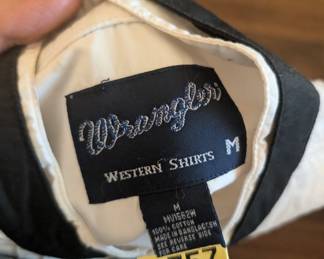 Wrangler
WESTERN SHIRTS M
M
100% COTTON
MADE IN BANGLADESH
SEE REVERSE SIDE
FOR CARE